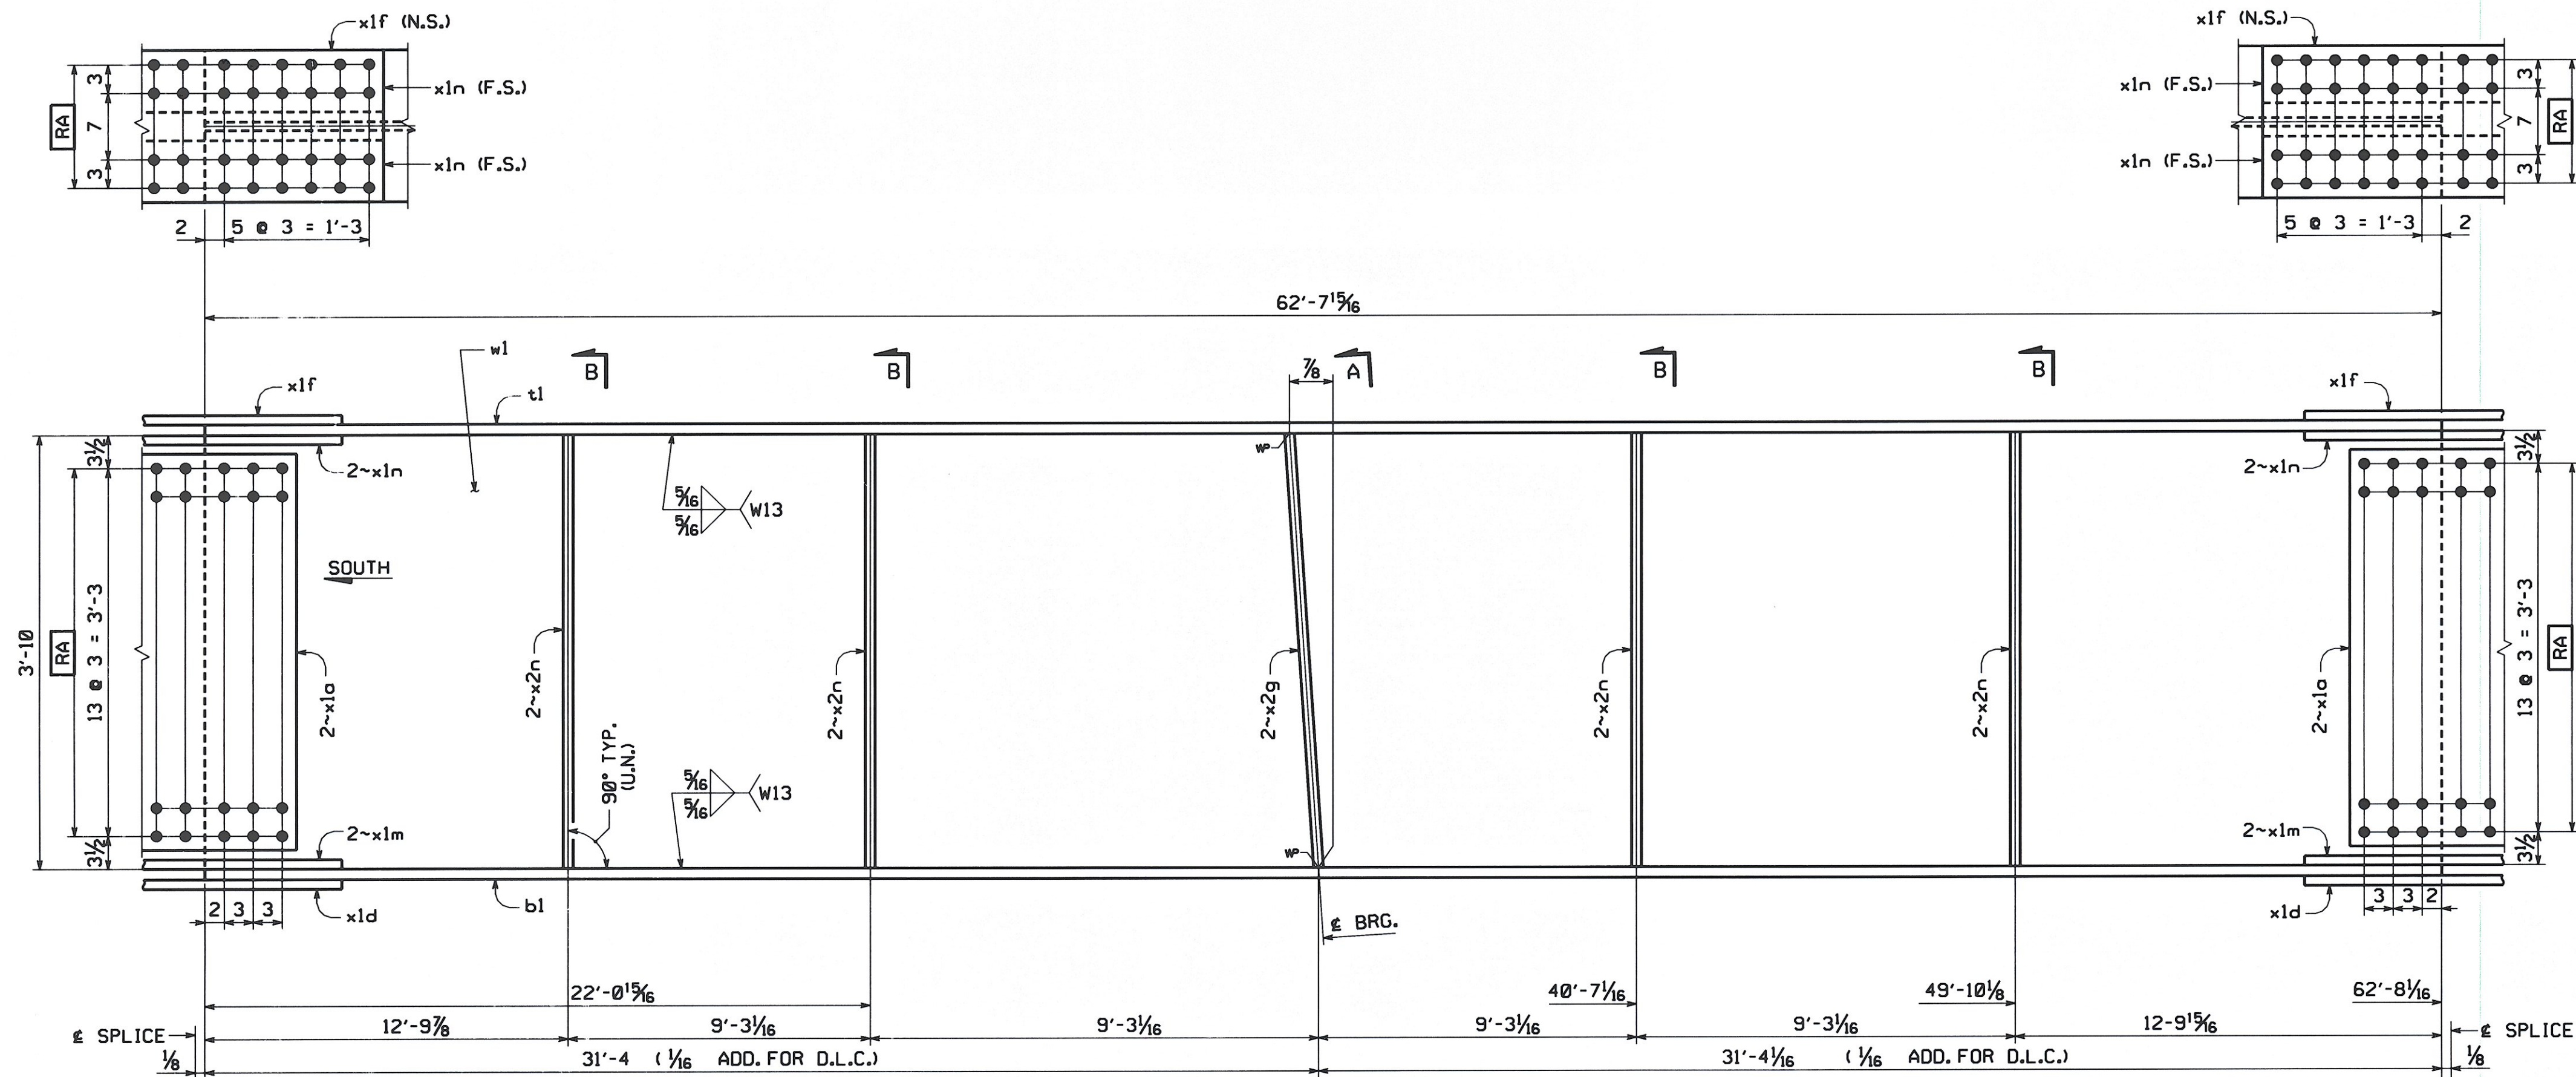 x1f (N.S.)
x1n (F.S.)
x1n (F.S.)
RA
3
7
3
2
5 @ 3 = 1'-3
x1f (N.S.)
x1n (F.S.)
x1n (F.S.)
3
7
3
RA
5 @ 3 = 1'-3
2
62'-7 15/16
w1
x1f
t1
B
B
7/8
A
B
B
x1f
3 1/2
2~x1n
5/16
5/16
W13
WP
2~x1n
3 1/2
SOUTH
3'-10
RA
13 @ 3 = 3'-3
2~x1a
2~x2n
2~x2n
2~x2g
2~x2n
2~x2n
2~x1a
13 @ 3 = 3'-3
RA
90° TYP.
(U.N.)
5/16
5/16
W13
WP
2~x1m
3 1/2
2~x1m
3 1/2
2
3
3
x1d
b1
₵ BRG.
x1d
3
3
2
22'-0 15/16
40'-7 1/16
49'-10 1/8
62'-8 1/16
₵ SPLICE
12'-9 7/8
9'-3 1/16
9'-3 1/16
9'-3 1/16
9'-3 1/16
12-9 15/16
₵ SPLICE
1/8
31'-4 ( 1/16 ADD. FOR D.L.C.)
31'-4 1/16 ( 1/16 ADD. FOR D.L.C.)
1/8